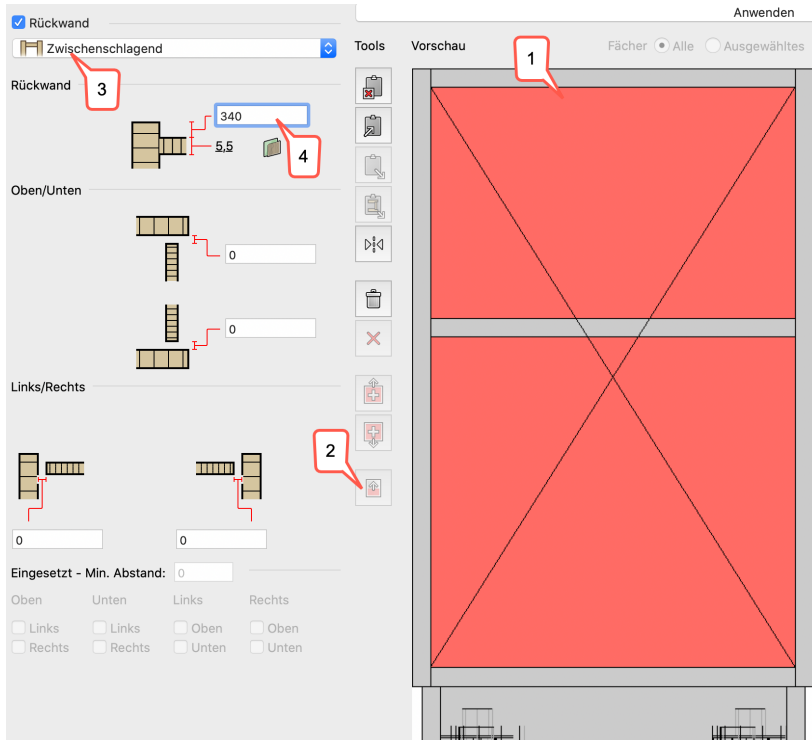 Anwenden
Rückwand
Zwischenschlagend
Tools
Vorschau
Fächer
Alle
Ausgewähltes
1
Rückwand
3
340
5,5
4
Oben/Unten
0
0
Links/Rechts
2
0
0
Eingesetzt - Min. Abstand:
0
Oben
Unten
Links
Rechts
Links
Links
Oben
Oben
Rechts
Rechts
Unten
Unten